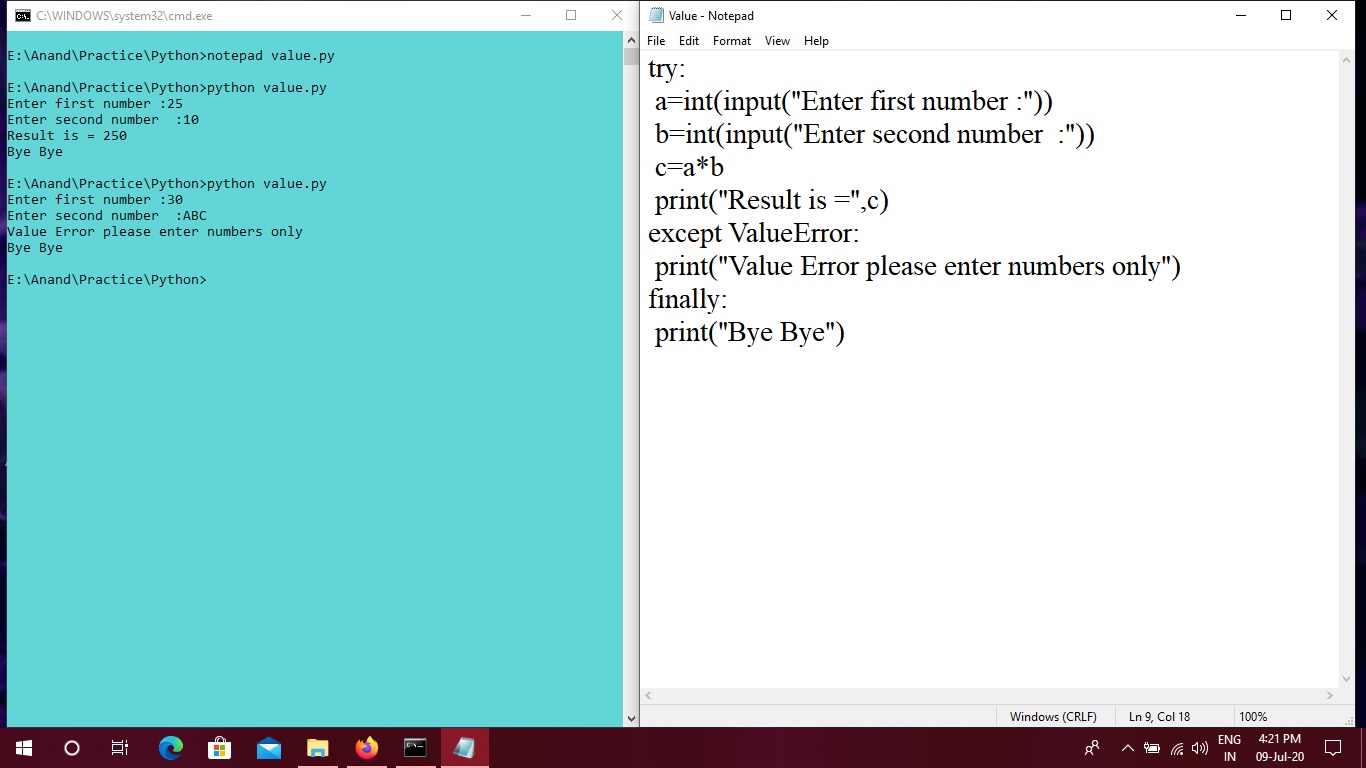 C:\WINDOWS\system32\cmd.exe
E:\Anand\Practice\Python>notepad value.py
E:\Anand\Practice\Python>python value.py
Enter first number :25
Enter second number  :10
Result is = 250
Bye Bye
E:\Anand\Practice\Python>python value.py
Enter first number :30
Enter second number  :ABC
Value Error please enter numbers only
Bye Bye
E:\Anand\Practice\Python>
Value - Notepad
File Edit Format View Help
try:
 a=int(input("Enter first number :"))
 b=int(input("Enter second number  :"))
 c=a*b
 print("Result is =",c)
except ValueError:
 print("Value Error please enter numbers only")
finally:
 print("Bye Bye")
Windows (CRLF) Ln 9, Col 18 100%
ENG 4:21 PM
IN 09-Jul-20